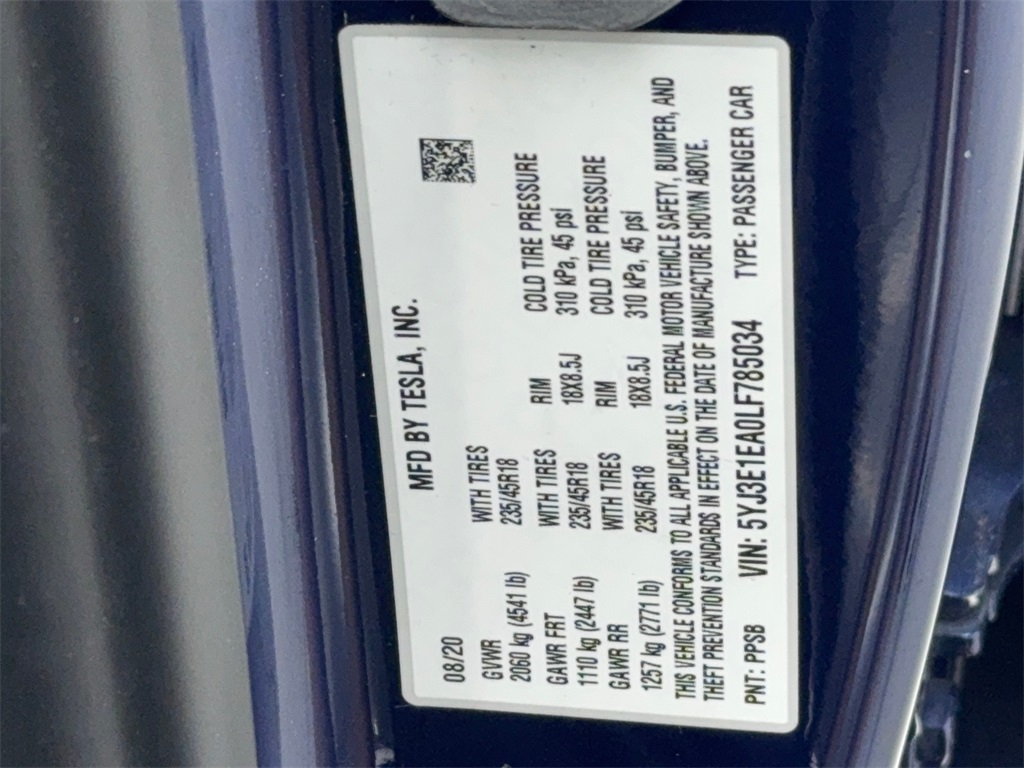 MFD BY TESLA, INC.
08/20
GVWR WITH TIRES
2060 kg (4541 lb) 235/45R18 RIM COLD TIRE PRESSURE
GAWR FRT WITH TIRES 18X8.5J 310 kPa, 45 psi
1110 kg (2447 lb) 235/45R18 RIM COLD TIRE PRESSURE
GAWR RR WITH TIRES 18X8.5J 310 kPa, 45 psi
1257 kg (2771 lb) 235/45R18
THIS VEHICLE CONFORMS TO ALL APPLICABLE U.S. FEDERAL MOTOR VEHICLE SAFETY, BUMPER, AND
THEFT PREVENTION STANDARDS IN EFFECT ON THE DATE OF MANUFACTURE SHOWN ABOVE.
PNT: PPSB VIN: 5YJ3E1EA0LF785034 TYPE: PASSENGER CAR